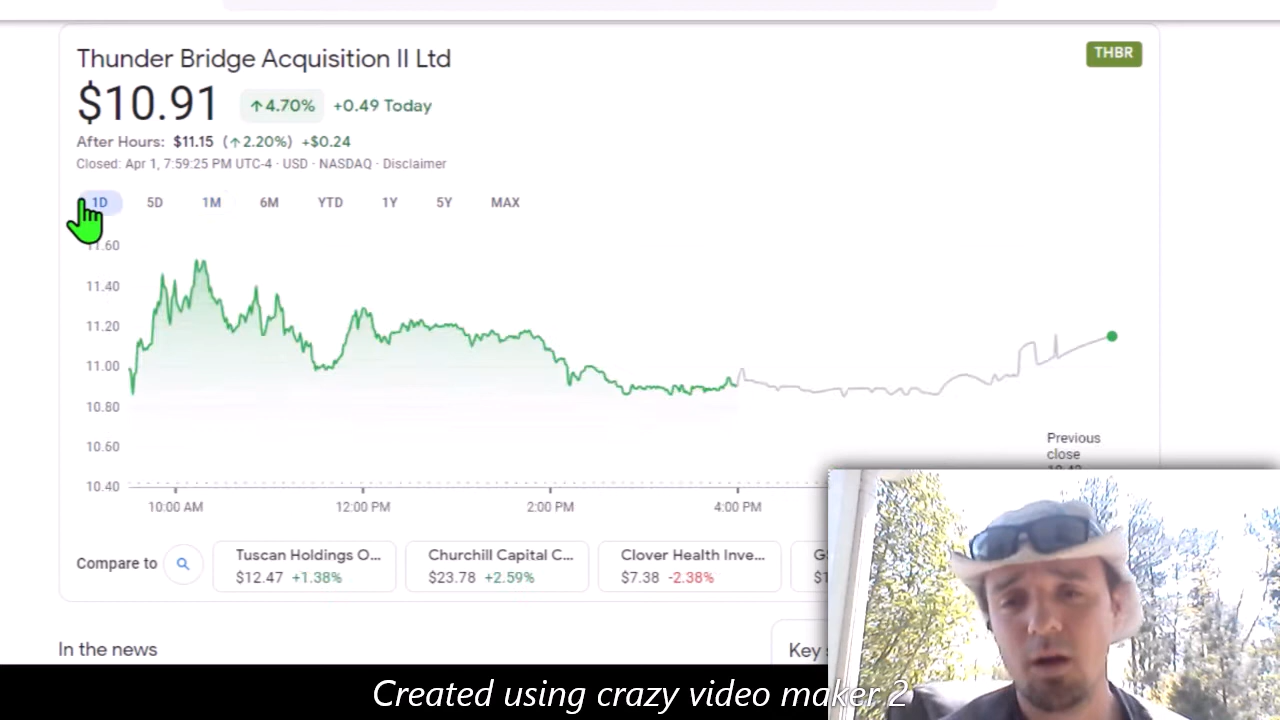 Thunder Bridge Acquisition II Ltd
THBR
$10.91 ↑4.70% +0.49 Today
After Hours: $11.15 (↑2.20%) +$0.24
Closed: Apr 1, 7:59:25 PM UTC-4 · USD · NASDAQ · Disclaimer
1D 5D 1M 6M YTD 1Y 5Y MAX
11.60
11.40
11.20
11.00
10.80
10.60
10.40
Previous
close
10:00 AM 12:00 PM 2:00 PM 4:00 PM
Compare to
Tuscan Holdings O...
$12.47 +1.38%
Churchill Capital C...
$23.78 +2.59%
Clover Health Inve...
$7.38 -2.38%
In the news
Key
Created using crazy video maker 2